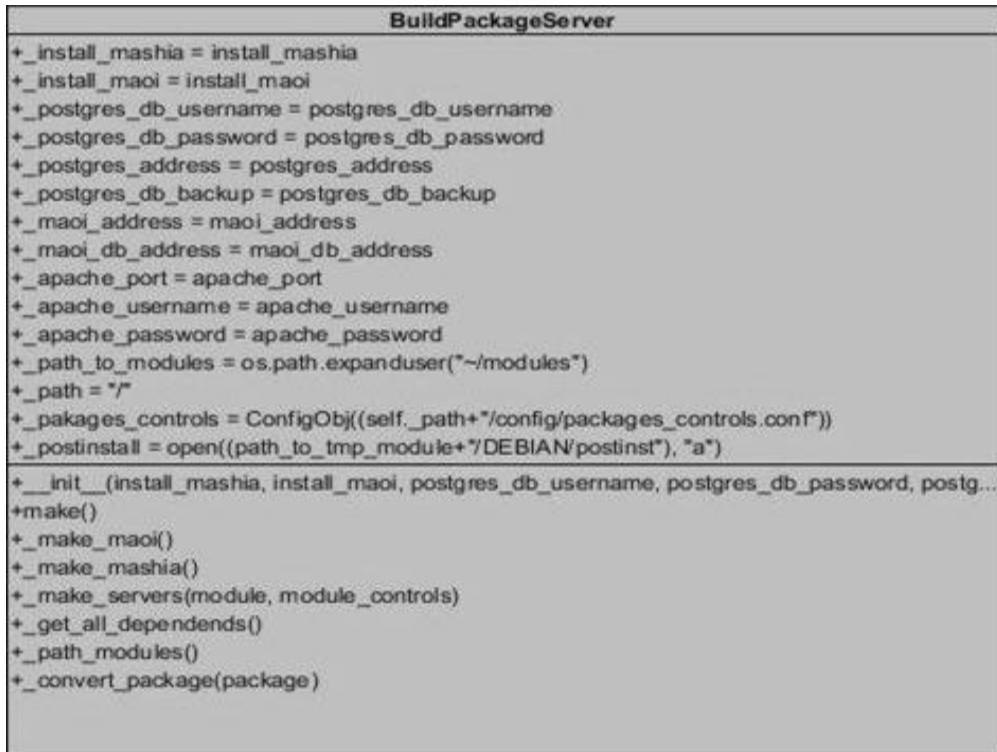 BuildPackageServer
+_install_mashia = install_mashia
+_install_maoi = install_maoi
+_postgres_db_username = postgres_db_username
+_postgres_db_password = postgres_db_password
+_postgres_address = postgres_address
+_postgres_db_backup = postgres_db_backup
+_maoi_address = maoi_address
+_maoi_db_address = maoi_db_address
+_apache_port = apache_port
+_apache_username = apache_username
+_apache_password = apache_password
+_path_to_modules = os.path.expanduser("~/modules")
+_path = "/"
+_pakages_controls = ConfigObj((self._path+"/config/packages_controls.conf"))
+_postinstall = open((path_to_tmp_module+"/DEBIAN/postinst"), "a")
+__init__(install_mashia, install_maoi, postgres_db_username, postgres_db_password, postg...
+make()
+_make_maoi()
+_make_mashia()
+_make_servers(module, module_controls)
+_get_all_dependends()
+_path_modules()
+_convert_package(package)